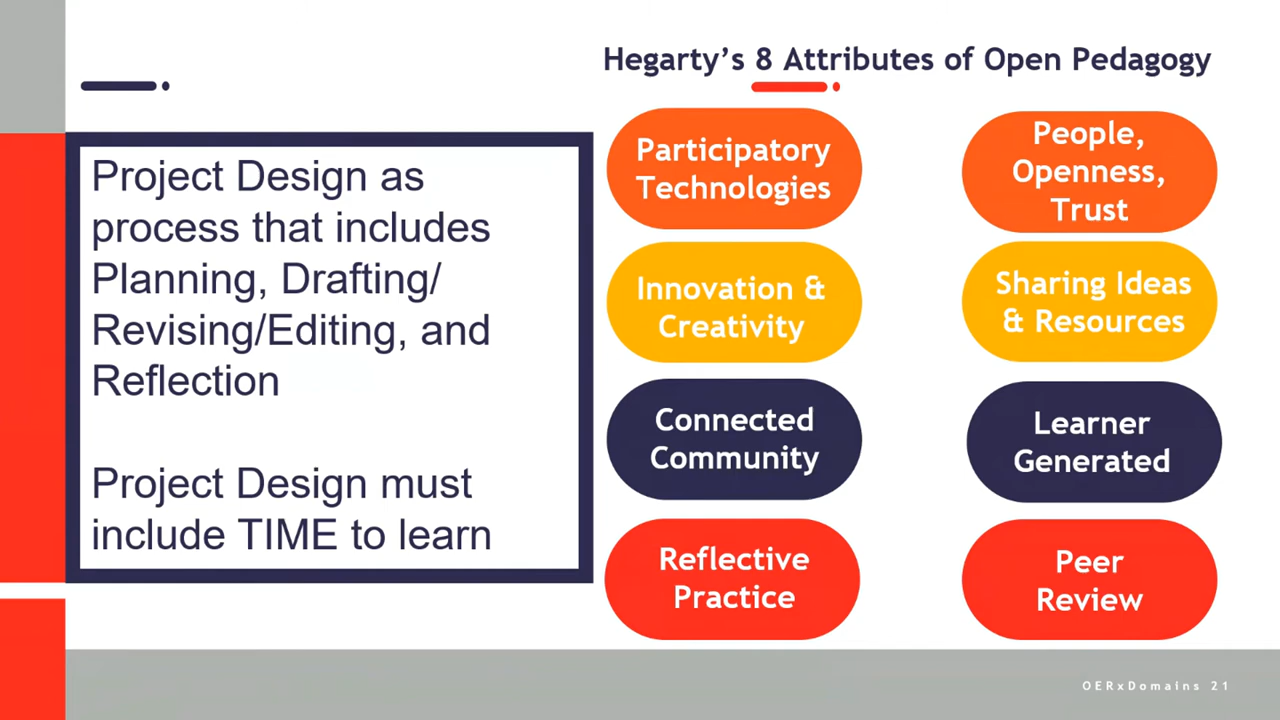 Hegarty’s 8 Attributes of Open Pedagogy
Project Design as
process that includes
Planning, Drafting/
Revising/Editing, and
Reflection
Project Design must
include TIME to learn
Participatory
Technologies
People,
Openness,
Trust
Innovation &
Creativity
Sharing Ideas
& Resources
Connected
Community
Learner
Generated
Reflective
Practice
Peer
Review
OERxDomains 21